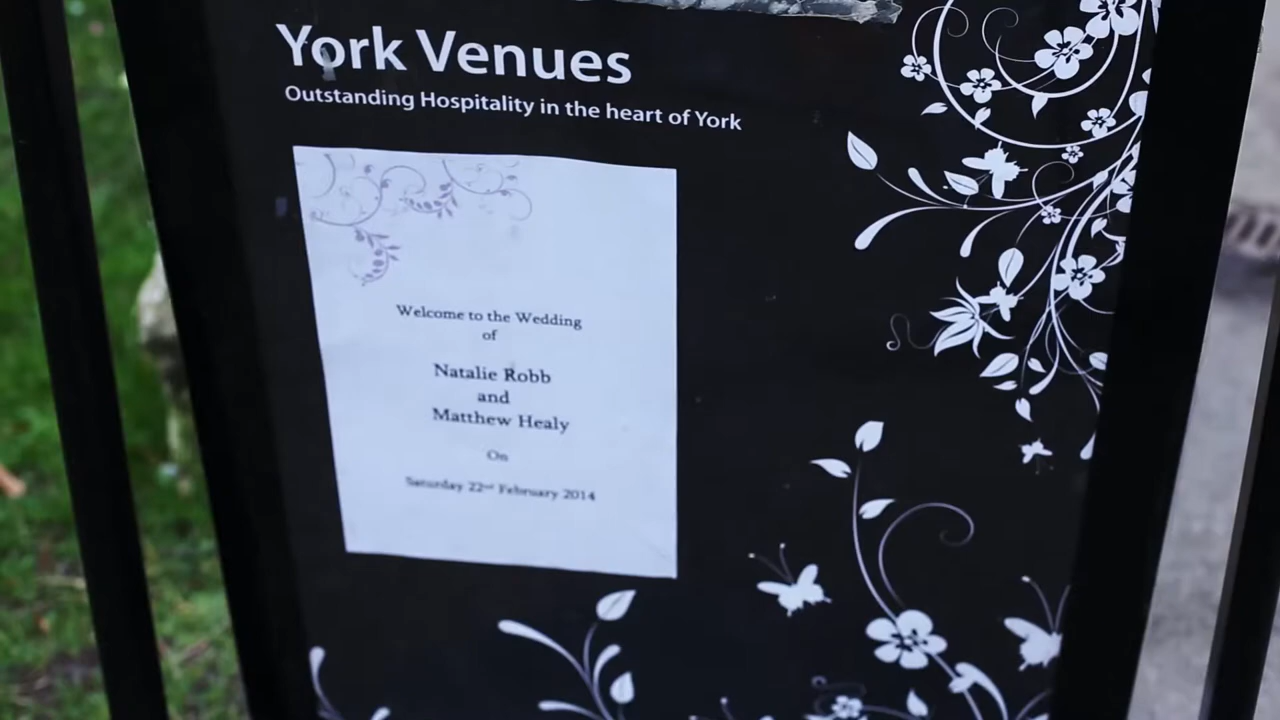 York Venues
Outstanding Hospitality in the heart of York
Welcome to the Wedding
of
Natalie Robb
and
Matthew Healy
On
Saturday 22nd February 2014